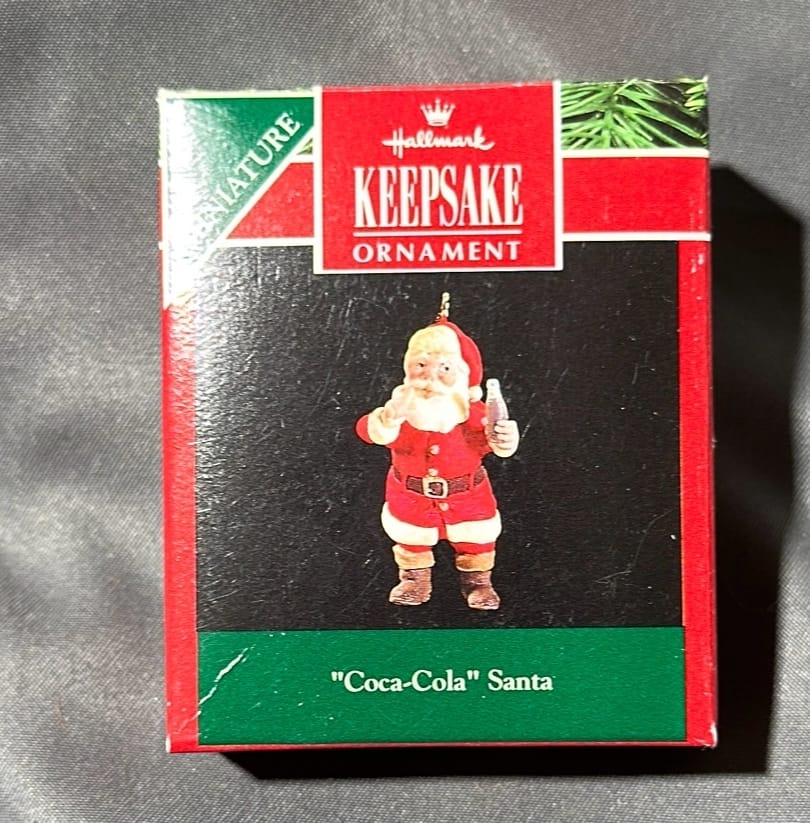 MINIATURE
Hallmark
KEEPSAKE
ORNAMENT
"Coca-Cola" Santa